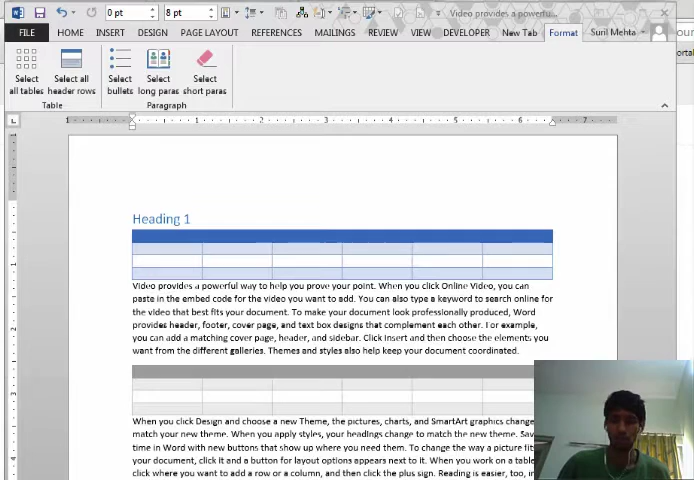 0 pt 8 pt Video provides a powerfu...
FILE HOME INSERT DESIGN PAGE LAYOUT REFERENCES MAILINGS REVIEW VIEW DEVELOPER New Tab Format Suril Mehta
Select all tables
Select all header rows
Select bullets
Select long paras
Select short paras
Table Paragraph
1 1 2 3 4 5 6 7
Heading 1
Video provides a powerful way to help you prove your point. When you click Online Video, you can
paste in the embed code for the video you want to add. You can also type a keyword to search online for
the video that best fits your document. To make your document look professionally produced, Word
provides header, footer, cover page, and text box designs that complement each other. For example,
you can add a matching cover page, header, and sidebar. Click Insert and then choose the elements you
want from the different galleries. Themes and styles also help keep your document coordinated.
When you click Design and choose a new Theme, the pictures, charts, and SmartArt graphics change
match your new theme. When you apply styles, your headings change to match the new theme. Sav
time in Word with new buttons that show up where you need them. To change the way a picture fit
your document, click it and a button for layout options appears next to it. When you work on a table
click where you want to add a row or a column, and then click the plus sign. Reading is easier, too, in